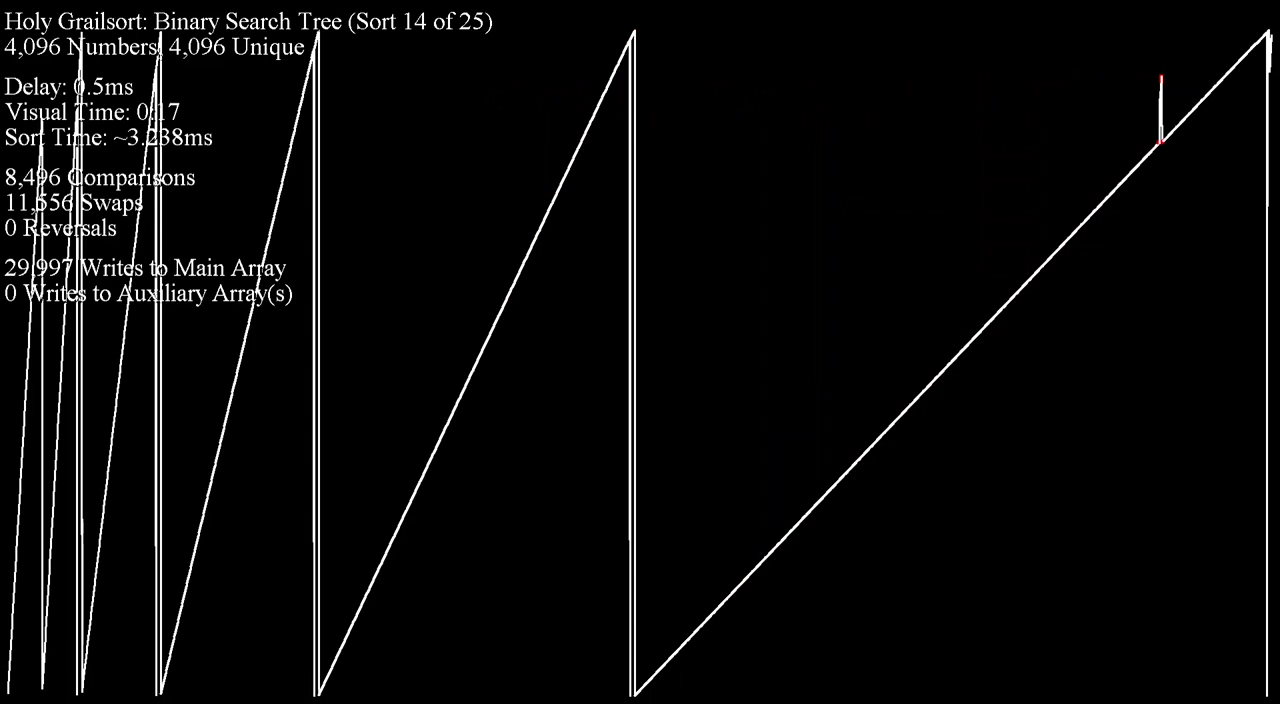 Holy Grailsort: Binary Search Tree (Sort 14 of 25)
4,096 Numbers, 4,096 Unique
Delay: 0.5ms
Visual Time: 0:17
Sort Time: ~3.238ms
8,496 Comparisons
11,556 Swaps
0 Reversals
29,997 Writes to Main Array
0 Writes to Auxiliary Array(s)